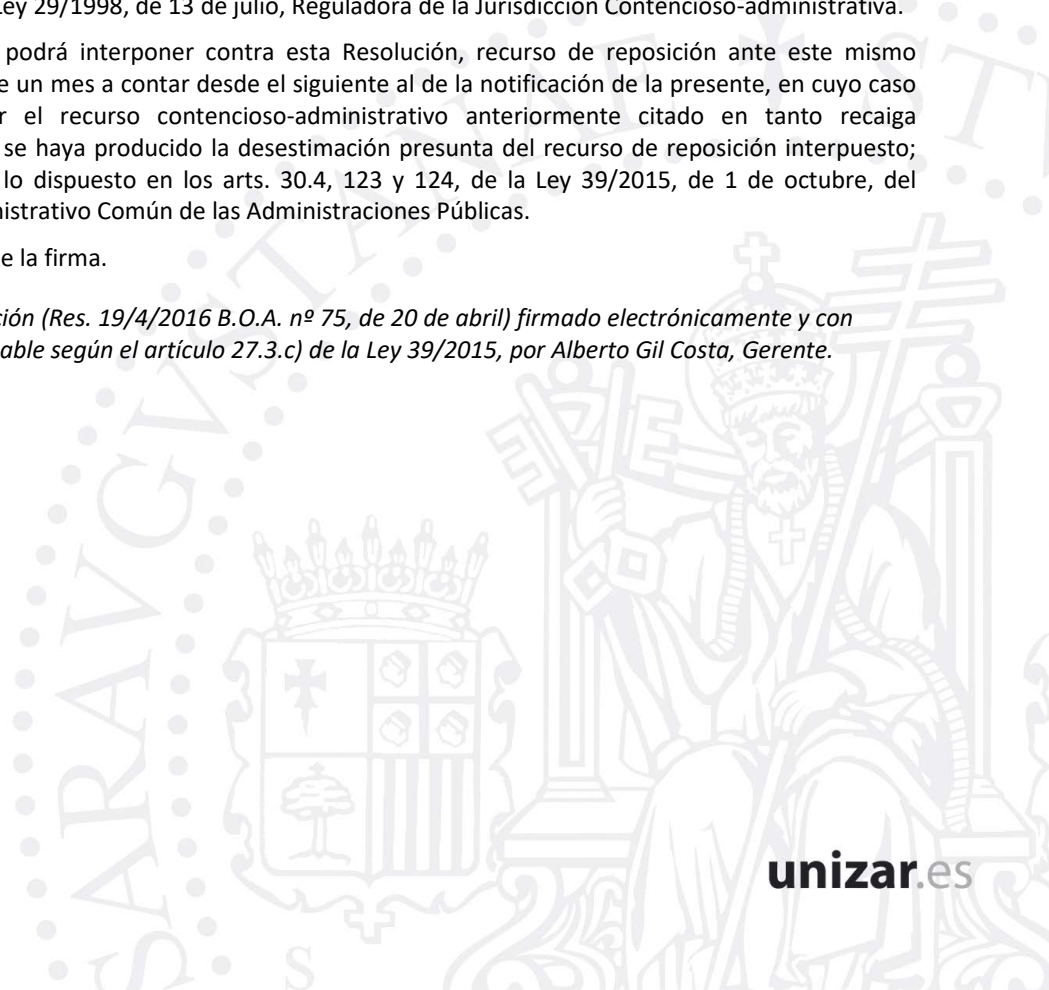 Ley 29/1998, de 13 de julio, Reguladora de la Jurisdicción Contencioso-administrativa.
podrá interponer contra esta Resolución, recurso de reposición ante este mismo
e un mes a contar desde el siguiente al de la notificación de la presente, en cuyo caso
r el recurso contencioso-administrativo anteriormente citado en tanto recaiga
se haya producido la desestimación presunta del recurso de reposición interpuesto;
lo dispuesto en los arts. 30.4, 123 y 124, de la Ley 39/2015, de 1 de octubre, del
nistrativo Común de las Administraciones Públicas.
e la firma.
ción (Res. 19/4/2016 B.O.A. nº 75, de 20 de abril) firmado electrónicamente y con
able según el artículo 27.3.c) de la Ley 39/2015, por Alberto Gil Costa, Gerente.
SARAVGVSTANAE
ST
S
unizar.es